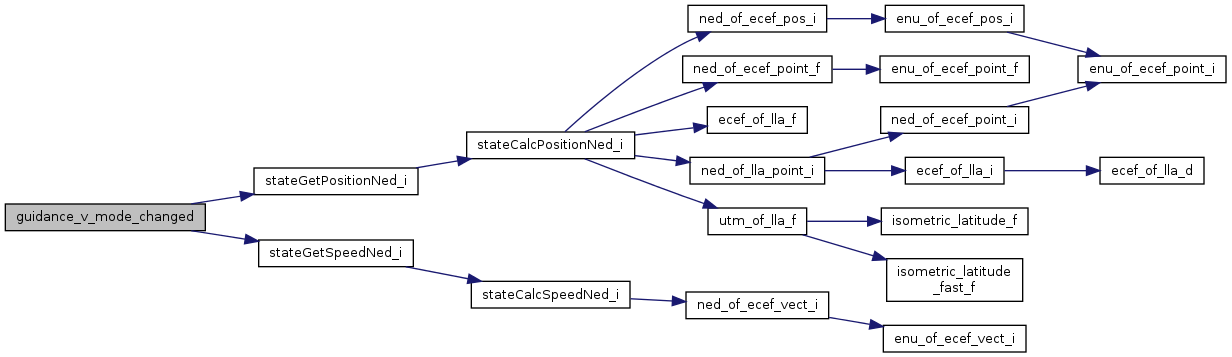 guidance_v_mode_changed
stateGetPositionNed_i
stateGetSpeedNed_i
stateCalcPositionNed_i
stateCalcSpeedNed_i
ned_of_ecef_pos_i
ned_of_ecef_point_f
ecef_of_lla_f
ned_of_lla_point_i
utm_of_lla_f
ned_of_ecef_vect_i
enu_of_ecef_pos_i
enu_of_ecef_point_f
ned_of_ecef_point_i
ecef_of_lla_i
isometric_latitude_f
isometric_latitude
_fast_f
enu_of_ecef_vect_i
enu_of_ecef_point_i
ecef_of_lla_d